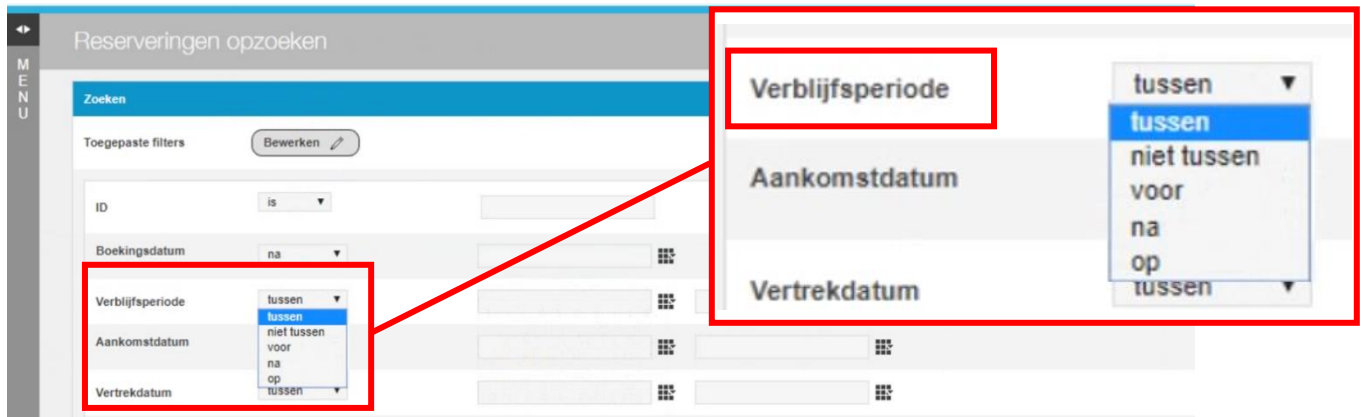 MENU
Reserveringen opzoeken
Zoeken
Toegepaste filters Bewerken
ID is
Boekingsdatum na
Verblijfsperiode tussen
tussen
niet tussen
voor
na
op
Aankomstdatum
Vertrekdatum tussen
Verblijfsperiode tussen
tussen
niet tussen
voor
na
op
Aankomstdatum
Vertrekdatum tussen